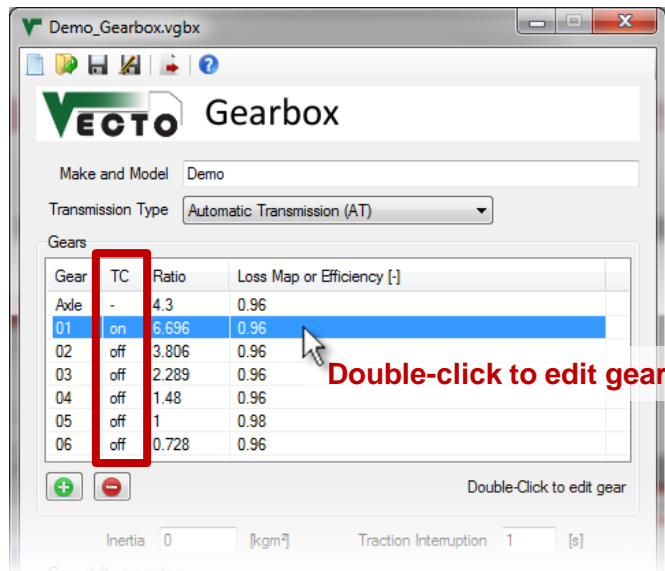 Demo_Gearbox.vgbx
VECTO Gearbox
Make and Model Demo
Transmission Type Automatic Transmission (AT)
Gears
Gear TC Ratio Loss Map or Efficiency [-]
Axle - 4.3 0.96
01 on 6.696 0.96
02 off 3.806 0.96
03 off 2.289 0.96
Double-click to edit gear
04 off 1.48 0.96
05 off 1 0.98
06 off 0.728 0.96
Double-Click to edit gear
Inertia 0 [kgm²] Traction Interruption 1 [s]